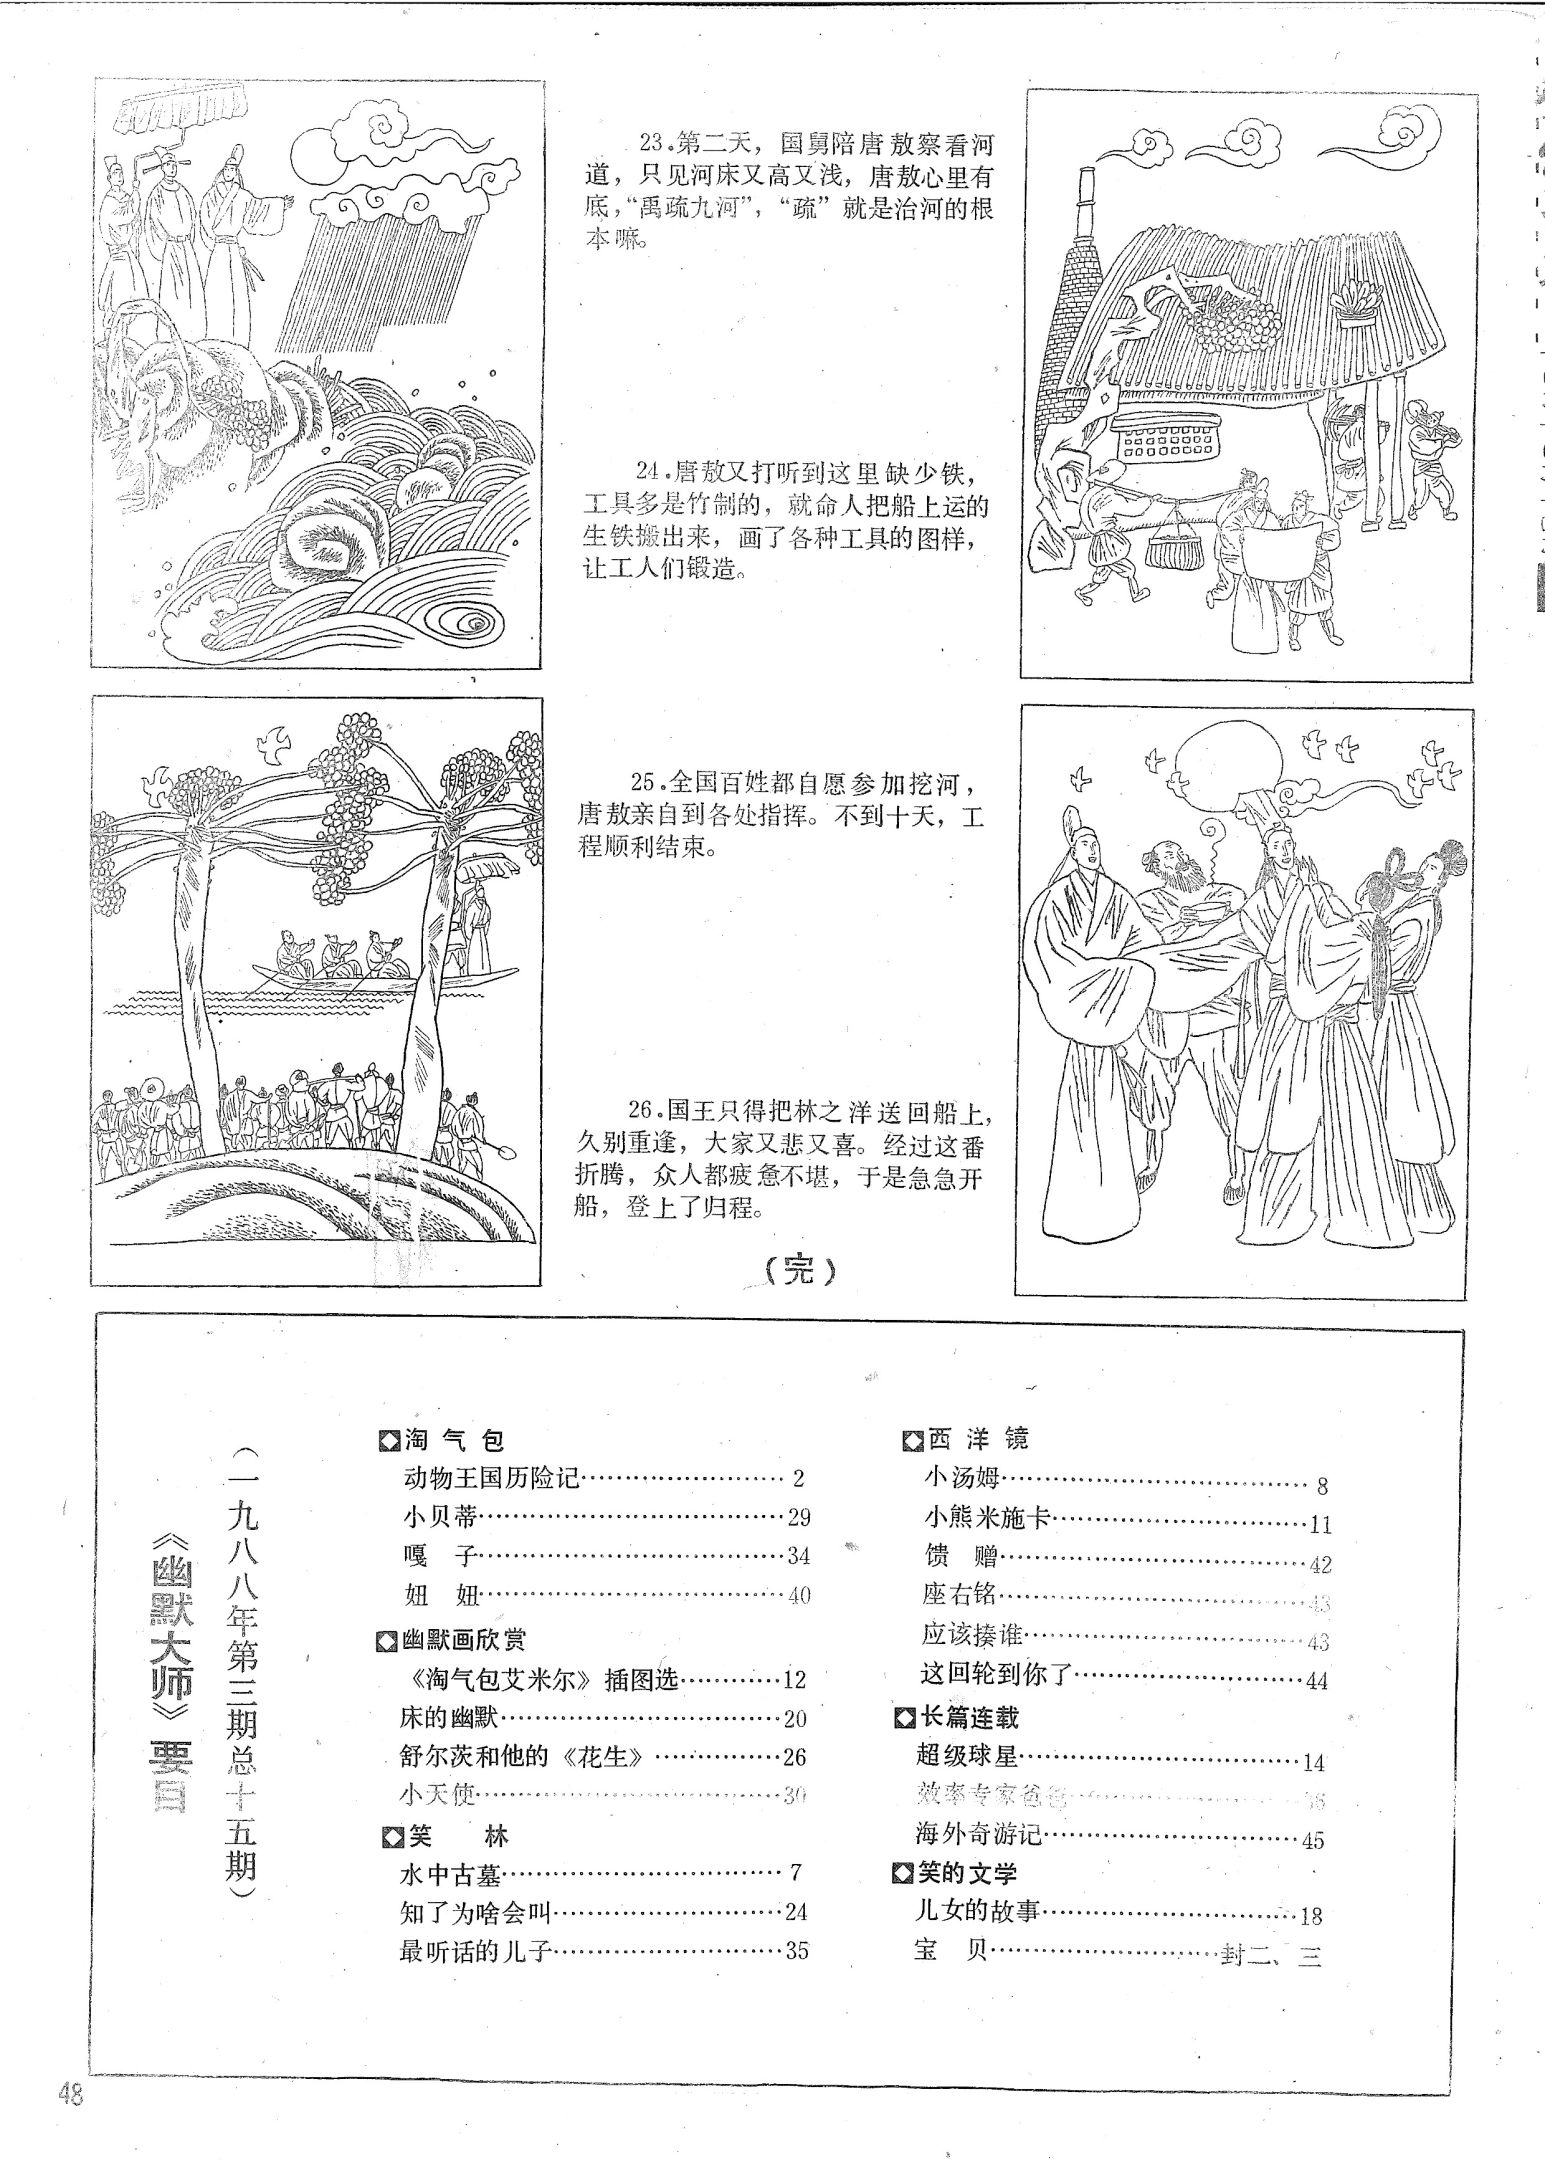 23.第二天，国舅陪唐敖察看河
道，只见河床又高又浅，唐敖心里有
底，“禹疏九河”，“疏”就是治河的根
本嘛。
24.唐敖又打听到这里缺少铁，
工具多是竹制的，就命人把船上运的
生铁搬出来，画了各种工具的图样，
让工人们锻造。
25.全国百姓都自愿参加挖河，
唐敖亲自到各处指挥。不到十天，工
程顺利结束。
26.国王只得把林之洋送回船上，
久别重逢，大家又悲又喜。经过这番
折腾，众人都疲惫不堪，于是急急开
船，登上了归程。
（完）
《幽默大师》要目
（一九八八年第三期总十五期）
淘气包
动物王国历险记……………………2
小贝蒂………………………………29
嘎　子………………………………34
妞　妞………………………………40
幽默画欣赏
《淘气包艾米尔》插图选…………12
床的幽默……………………………20
舒尔茨和他的《花生》……………26
小天使………………………………30
笑　林
水中古墓……………………………7
知了为啥会叫………………………24
最听话的儿子………………………35
西洋镜
小汤姆………………………………8
小熊米施卡…………………………11
馈　赠………………………………42
座右铭………………………………43
应该揍谁……………………………43
这回轮到你了………………………44
长篇连载
超级球星……………………………14
效率专家爸爸………………………
海外奇游记…………………………45
笑的文学
儿女的故事…………………………18
宝　贝………………………封二、三
48